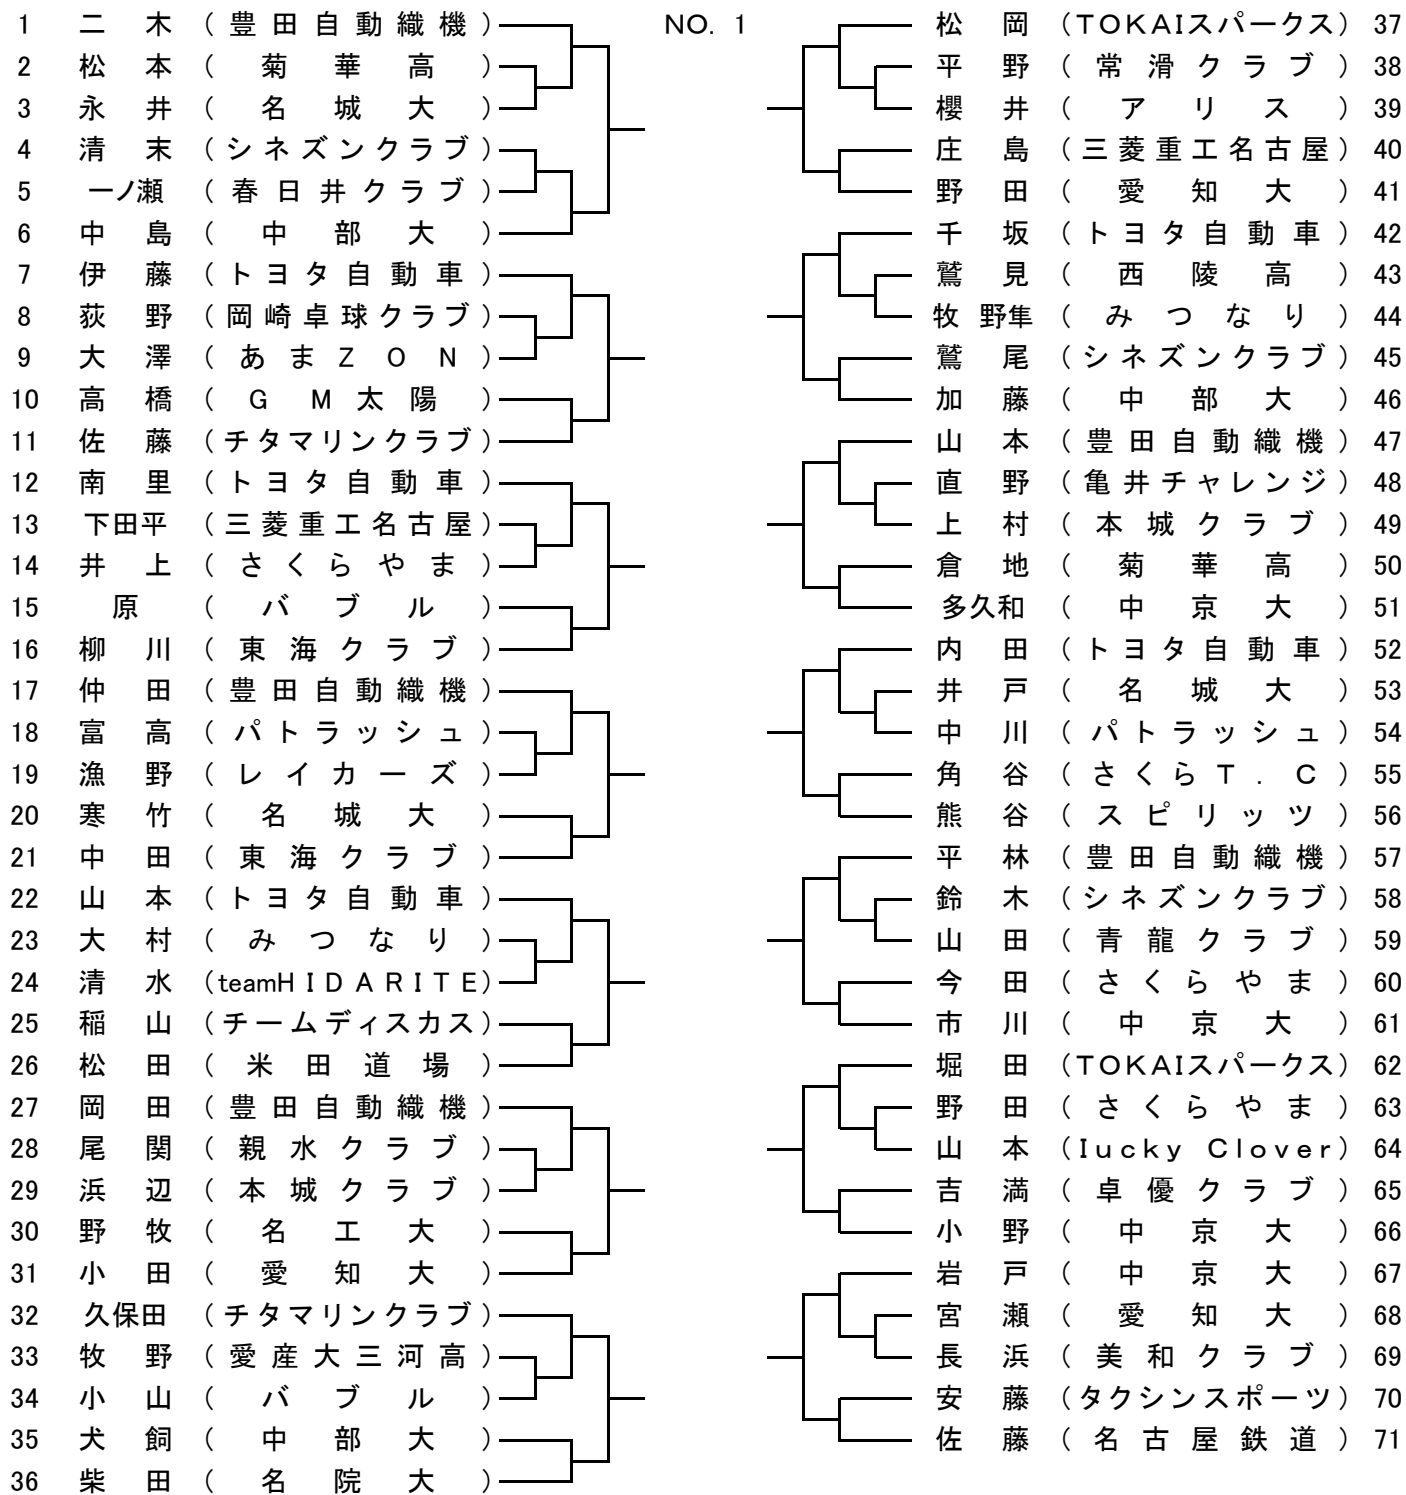 NO. 1
1 二 木 (豊田自動織機)
2 松 本 (菊華高)
3 永 井 (名城大)
4 清 末 (シネズンクラブ)
5 一ノ瀬 (春日井クラブ)
6 中 島 (中部大)
7 伊 藤 (トヨタ自動車)
8 荻 野 (岡崎卓球クラブ)
9 大 澤 (あまZON)
10 高 橋 (GM太陽)
11 佐 藤 (チタマリンクラブ)
12 南 里 (トヨタ自動車)
13 下田平 (三菱重工名古屋)
14 井 上 (さくらやま)
15 原 (バブル)
16 柳 川 (東海クラブ)
17 仲 田 (豊田自動織機)
18 富 高 (パトラッシュ)
19 漁 野 (レイカーズ)
20 寒 竹 (名城大)
21 中 田 (東海クラブ)
22 山 本 (トヨタ自動車)
23 大 村 (みつなり)
24 清 水 (teamHIDARITE)
25 稲 山 (チームディスカス)
26 松 田 (米田道場)
27 岡 田 (豊田自動織機)
28 尾 関 (親水クラブ)
29 浜 辺 (本城クラブ)
30 野 牧 (名工大)
31 小 田 (愛知大)
32 久保田 (チタマリンクラブ)
33 牧 野 (愛産大三河高)
34 小 山 (バブル)
35 犬 飼 (中部大)
36 柴 田 (名院大)
松 岡 (TOKAIスパークス) 37
平 野 (常滑クラブ) 38
櫻 井 (アリス) 39
庄 島 (三菱重工名古屋) 40
野 田 (愛知大) 41
千 坂 (トヨタ自動車) 42
鷲 見 (西陵高) 43
牧 野隼 (みつなり) 44
鷲 尾 (シネズンクラブ) 45
加 藤 (中部大) 46
山 本 (豊田自動織機) 47
直 野 (亀井チャレンジ) 48
上 村 (本城クラブ) 49
倉 地 (菊華高) 50
多久和 (中京大) 51
内 田 (トヨタ自動車) 52
井 戸 (名城大) 53
中 川 (パトラッシュ) 54
角 谷 (さくらT.C) 55
熊 谷 (スピリッツ) 56
平 林 (豊田自動織機) 57
鈴 木 (シネズンクラブ) 58
山 田 (青龍クラブ) 59
今 田 (さくらやま) 60
市 川 (中京大) 61
堀 田 (TOKAIスパークス) 62
野 田 (さくらやま) 63
山 本 (Iucky Clover) 64
吉 満 (卓優クラブ) 65
小 野 (中京大) 66
岩 戸 (中京大) 67
宮 瀬 (愛知大) 68
長 浜 (美和クラブ) 69
安 藤 (タクシンスポーツ) 70
佐 藤 (名古屋鉄道) 71